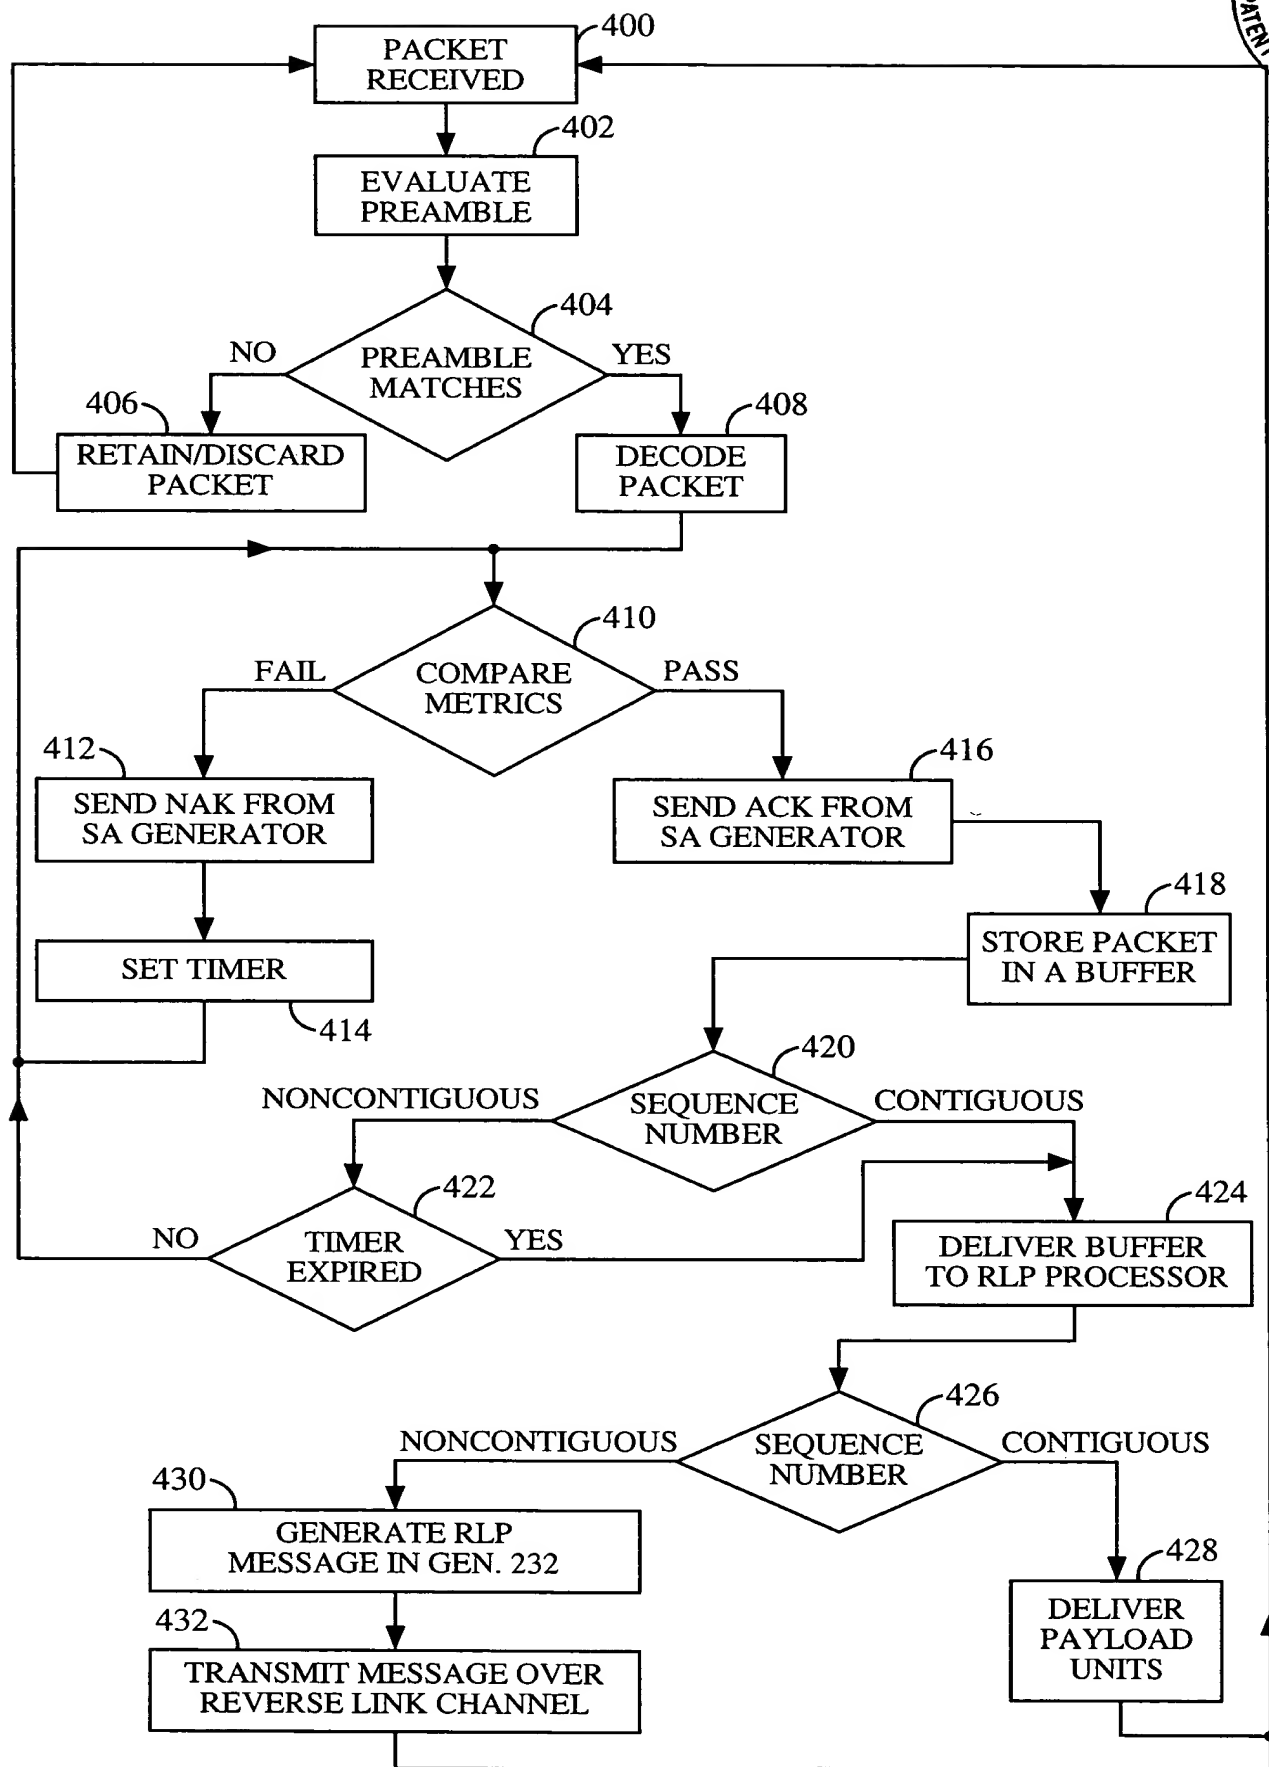 400
PACKET
RECEIVED
402
EVALUATE
PREAMBLE
404
NO
PREAMBLE
MATCHES
YES
406
408
RETAIN/DISCARD
PACKET
DECODE
PACKET
410
FAIL
COMPARE
METRICS
PASS
412
416
SEND NAK FROM
SA GENERATOR
SEND ACK FROM
SA GENERATOR
418
STORE PACKET
IN A BUFFER
SET TIMER
414
420
NONCONTIGUOUS
SEQUENCE
NUMBER
CONTIGUOUS
422
424
NO
TIMER
EXPIRED
YES
DELIVER BUFFER
TO RLP PROCESSOR
426
NONCONTIGUOUS
SEQUENCE
NUMBER
CONTIGUOUS
430
GENERATE RLP
MESSAGE IN GEN. 232
428
DELIVER
PAYLOAD
UNITS
432
TRANSMIT MESSAGE OVER
REVERSE LINK CHANNEL